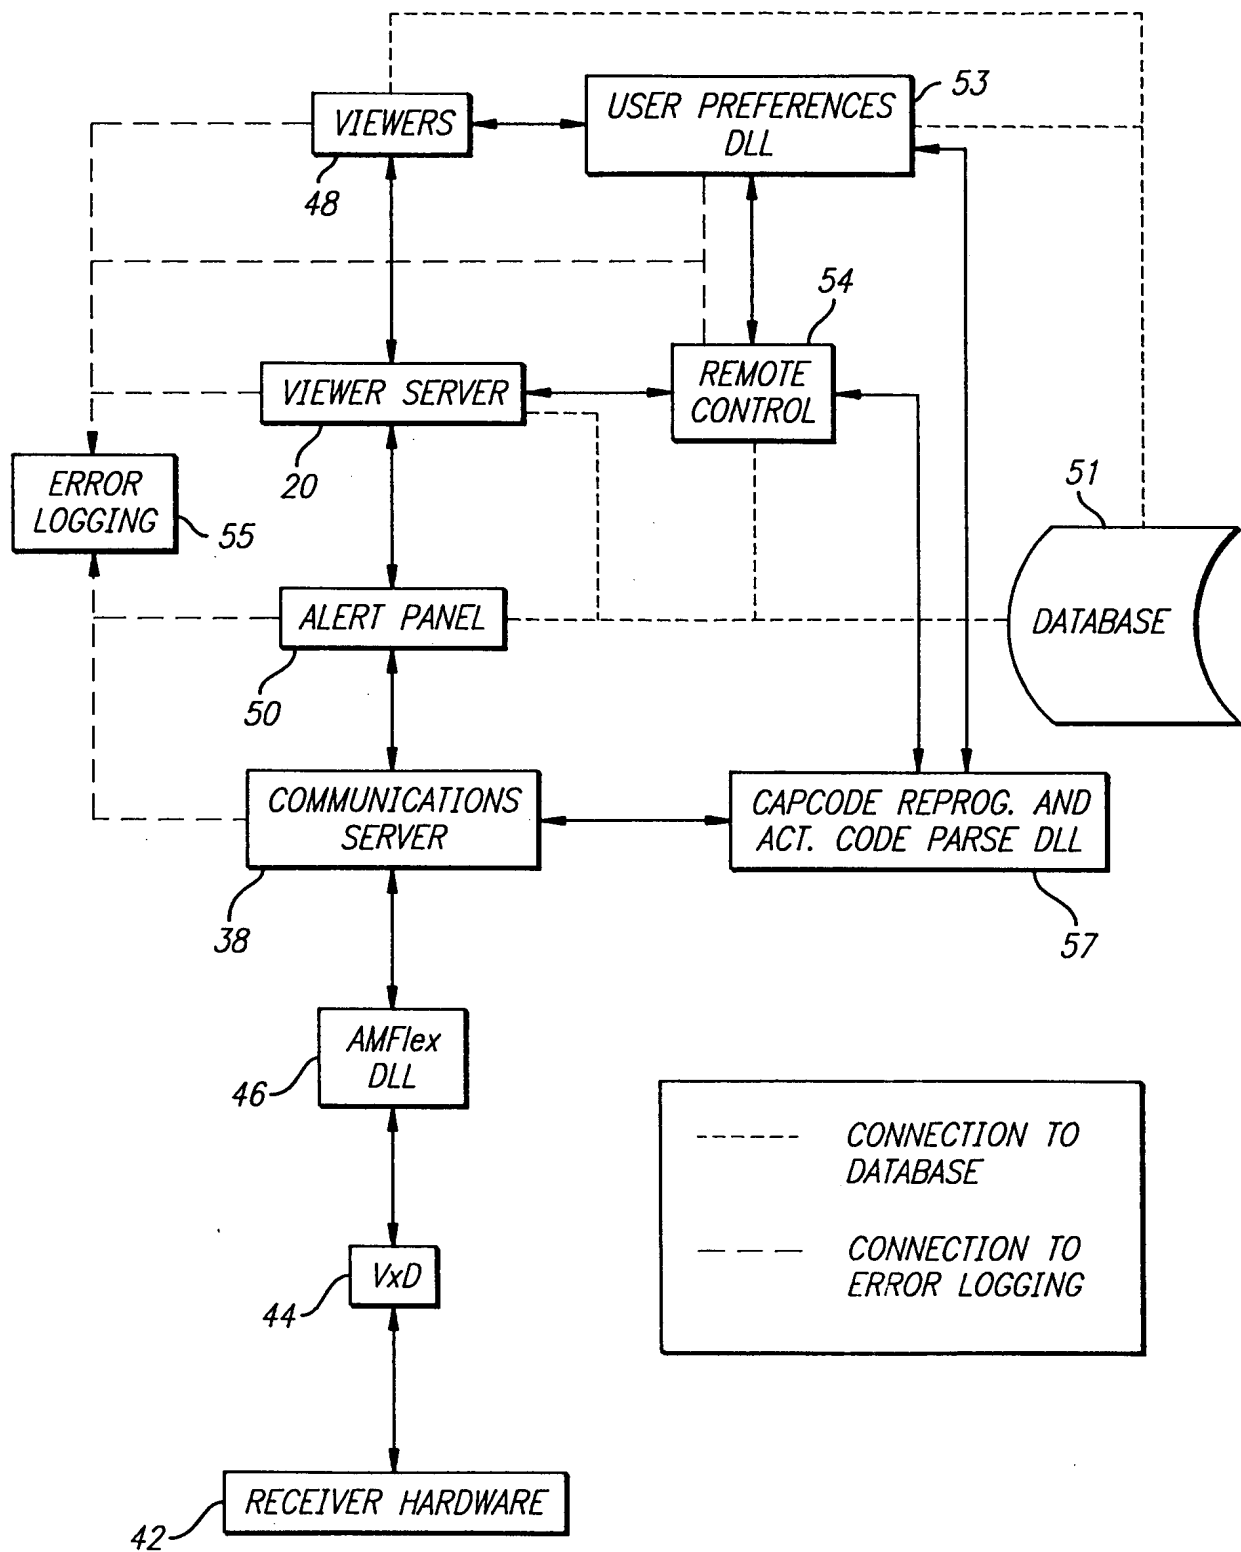 53
USER PREFERENCES
DLL
VIEWERS
48
54
REMOTE
CONTROL
VIEWER SERVER
20
ERROR
LOGGING
55
51
DATABASE
ALERT PANEL
50
COMMUNICATIONS
SERVER
38
CAPCODE REPROG. AND
ACT. CODE PARSE DLL
57
AMFlex
DLL
46
CONNECTION TO
DATABASE
CONNECTION TO
ERROR LOGGING
VxD
44
RECEIVER HARDWARE
42